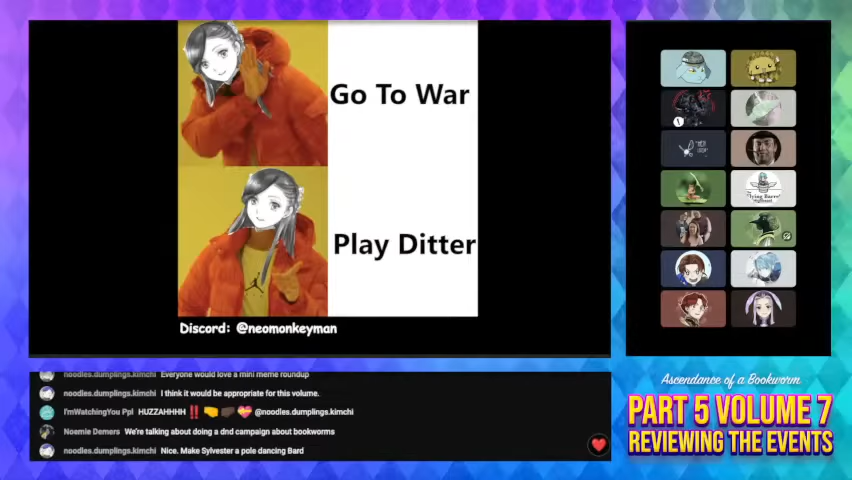 Go To War
Play Ditter
Discord: @neomonkeyman
noodles.dumplings.kimchi Everyone would love a mini meme roundup
noodles.dumplings.kimchi I think it would be appropriate for this volume.
I'mWatchingYou Ppl HUZZAHHHH ‼️ 🤜 🤛🏿 💝 @noodles.dumplings.kimchi
Noemie Demers We're talking about doing a dnd campaign about bookworms
noodles.dumplings.kimchi Nice. Make Sylvester a pole dancing Bard
Ascendance of a Bookworm
PART 5 VOLUME 7
REVIEWING THE EVENTS